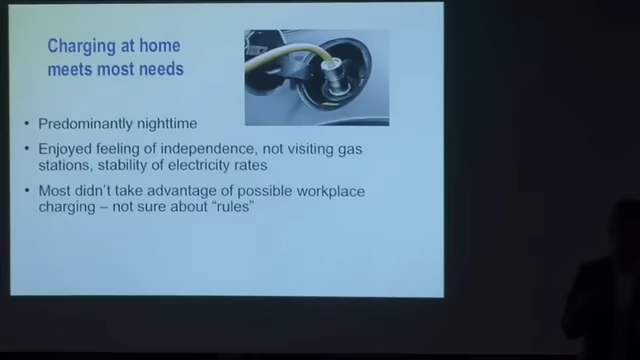 Charging at home
meets most needs
• Predominantly nighttime
• Enjoyed feeling of independence, not visiting gas
stations, stability of electricity rates
• Most didn't take advantage of possible workplace
charging – not sure about “rules”